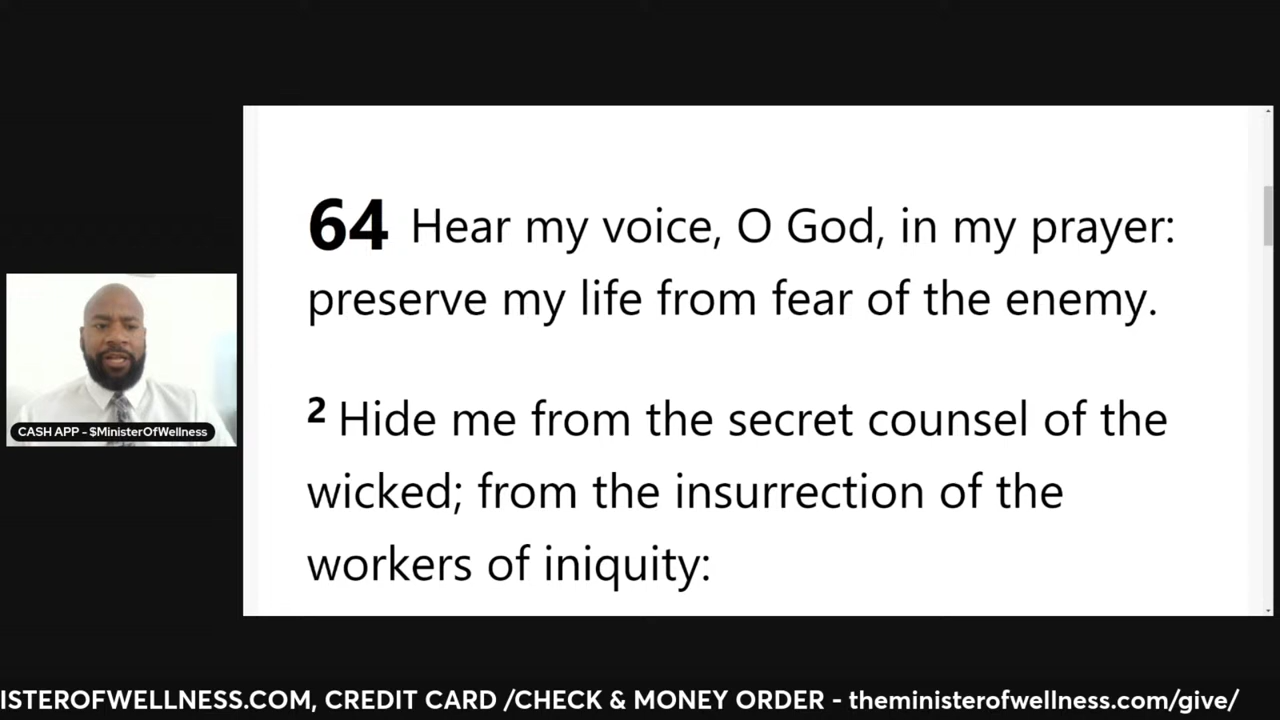 64 Hear my voice, O God, in my prayer:
preserve my life from fear of the enemy.
2 Hide me from the secret counsel of the
wicked; from the insurrection of the
workers of iniquity:
CASH APP - $MinisterOfWellness
ISTEROFWELLNESS.COM, CREDIT CARD /CHECK & MONEY ORDER - theministerofwellness.com/give/